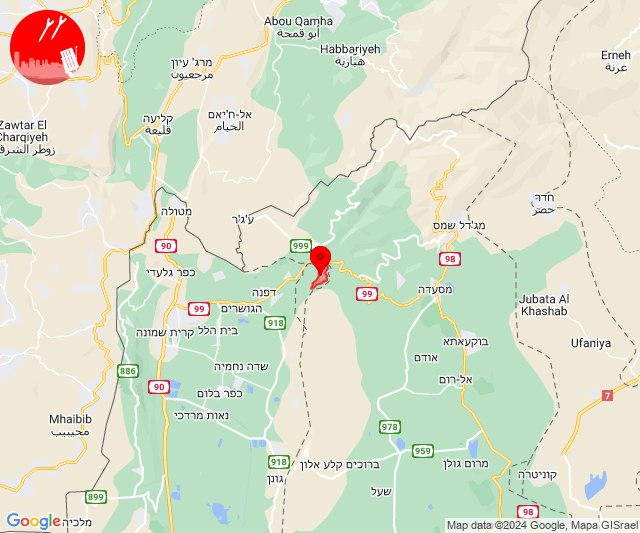 Abou Qamha
أبو قمحة
Habbariyeh
هبارية
Erneh
عرنة
מרג' עיון
مرجعيون
קליעה
قليعة
אל-ח'יאם
الخيام
Zawtar El
Charqiyeh
زوطر الشرق
מטולה
ע'ג'ר
חדֿר
حضر
מג'דל שמס
999
90
98
כפר גלעדי
דפנה
99
מסעדה
99
הגושרים
918
Jubata Al
Khashab
קרית שמונה
בית הלל
Ufaniya
בוקעאתא
אודם
שדה נחמיה
886
אל-רום
90
כפר בלום
7
נאות מרדכי
Mhaibib
محيبيب
978
959
918
ברוכים קלע אלון
מרום גולן
גונן
קוניטרה
שעל
899
98
Google
מלכיה
Map data ©2024 Google, Mapa GISrael